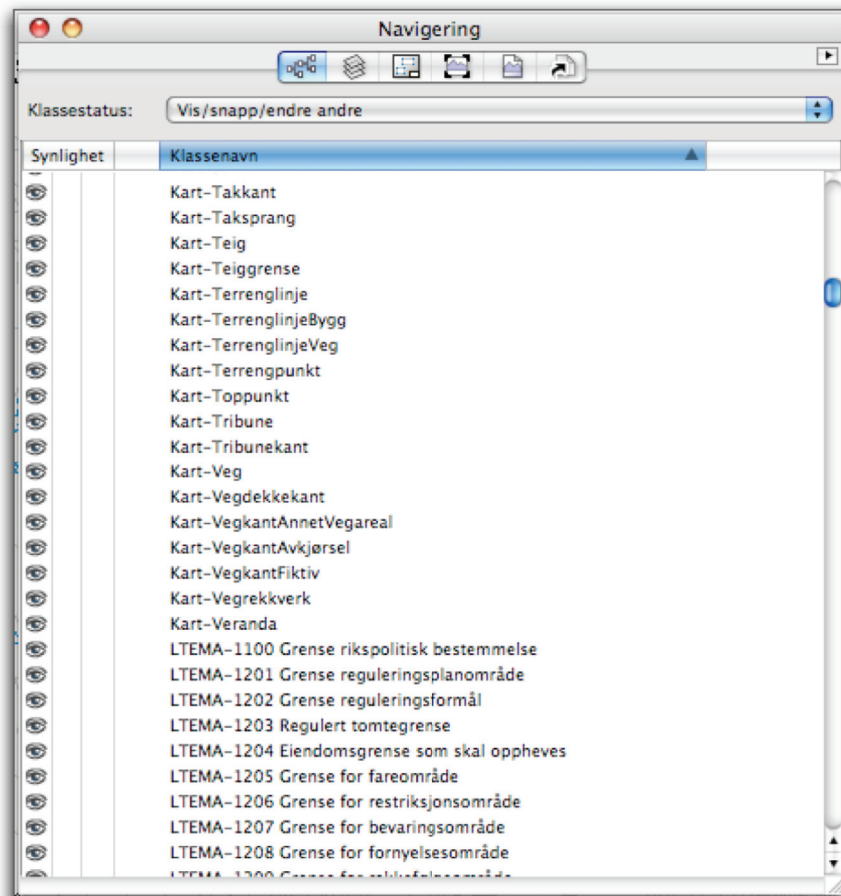 Navigering
Klassestatus: Vis/snapp/endre andre
Synlighet Klassenavn
Kart-Takkant
Kart-Taksprang
Kart-Teig
Kart-Teiggrense
Kart-Terrenglinje
Kart-TerrenglinjeBygg
Kart-TerrenglinjeVeg
Kart-Terrengpunkt
Kart-Toppunkt
Kart-Tribune
Kart-Tribunekant
Kart-Veg
Kart-Vegdekkekant
Kart-VegkantAnnetVegareal
Kart-VegkantAvkjørsel
Kart-VegkantFiktiv
Kart-Vegrekkverk
Kart-Veranda
LTEMA-1100 Grense rikspolitisk bestemmelse
LTEMA-1201 Grense reguleringsplanområde
LTEMA-1202 Grense reguleringsformål
LTEMA-1203 Regulert tomtegrense
LTEMA-1204 Eiendomsgrense som skal oppheves
LTEMA-1205 Grense for fareområde
LTEMA-1206 Grense for restriksjonsområde
LTEMA-1207 Grense for bevaringsområde
LTEMA-1208 Grense for fornyelsesområde
LTEMA-1209 Grense for